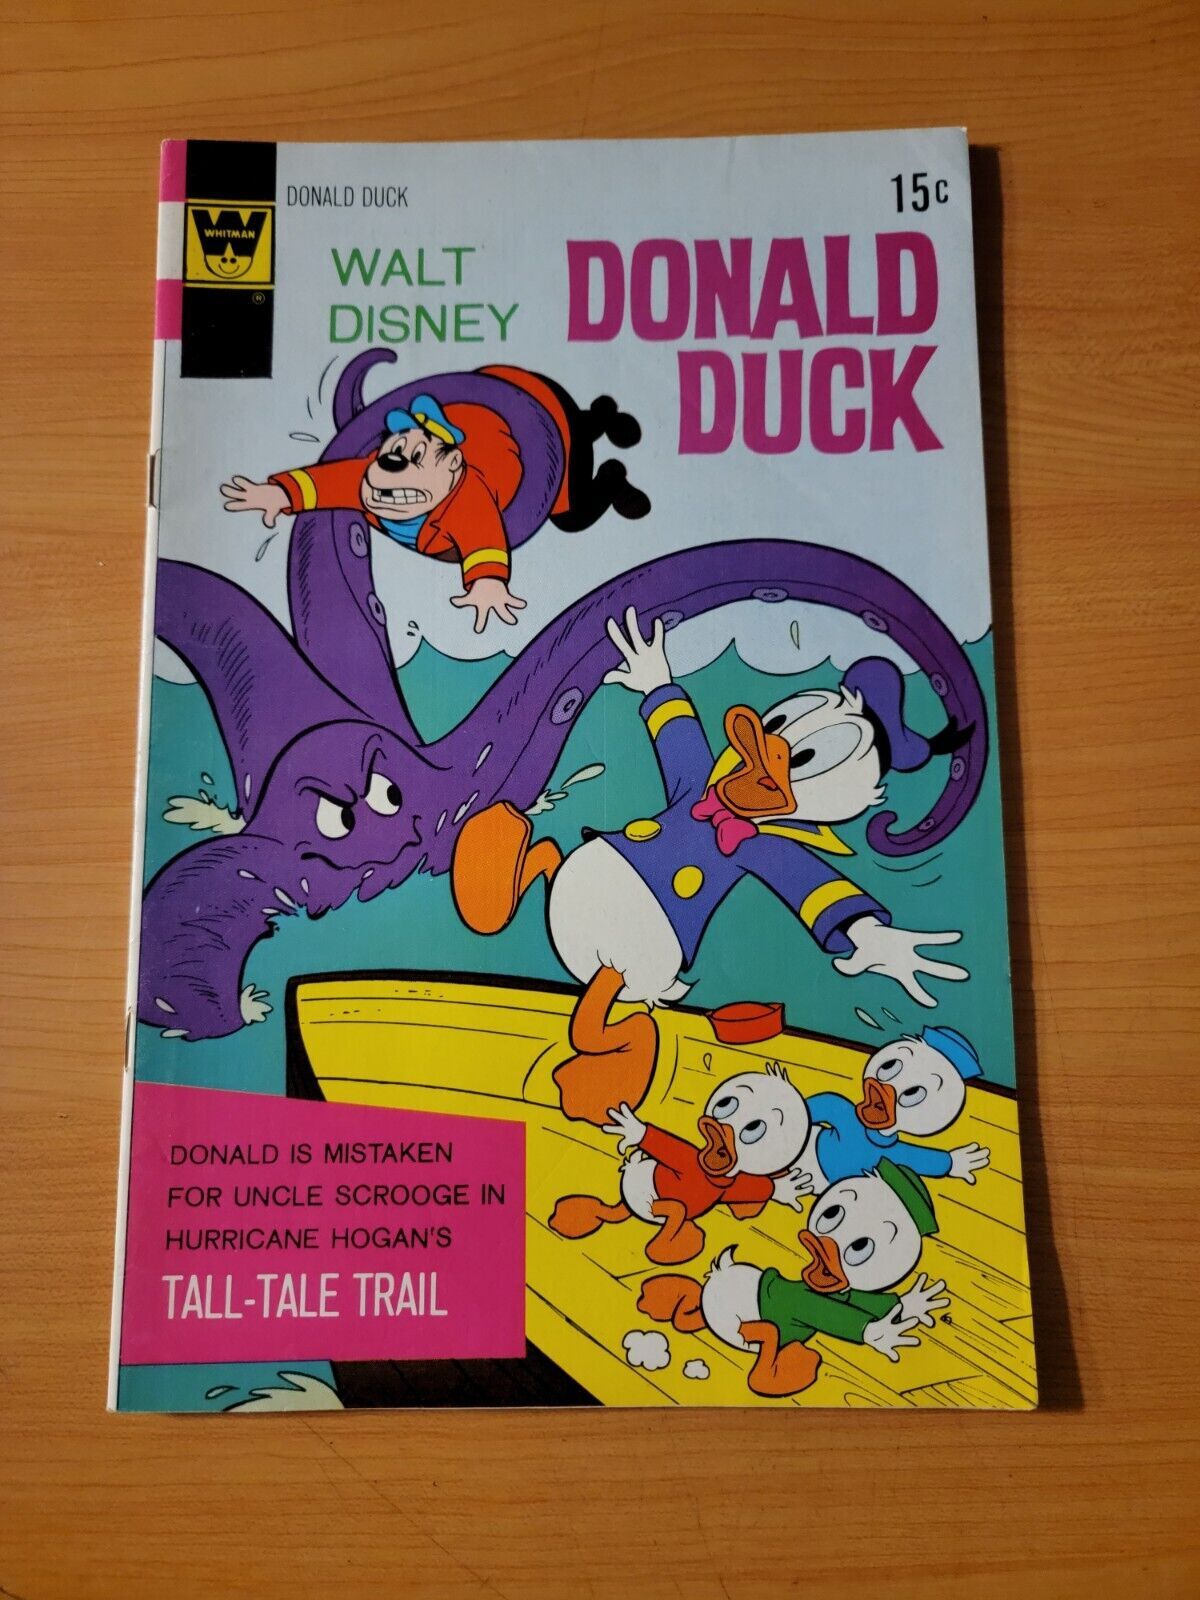 DONALD DUCK
15c
WHITMAN
®
WALT
DISNEY
DONALD
DUCK
DONALD IS MISTAKEN
FOR UNCLE SCROOGE IN
HURRICANE HOGAN'S
TALL-TALE TRAIL